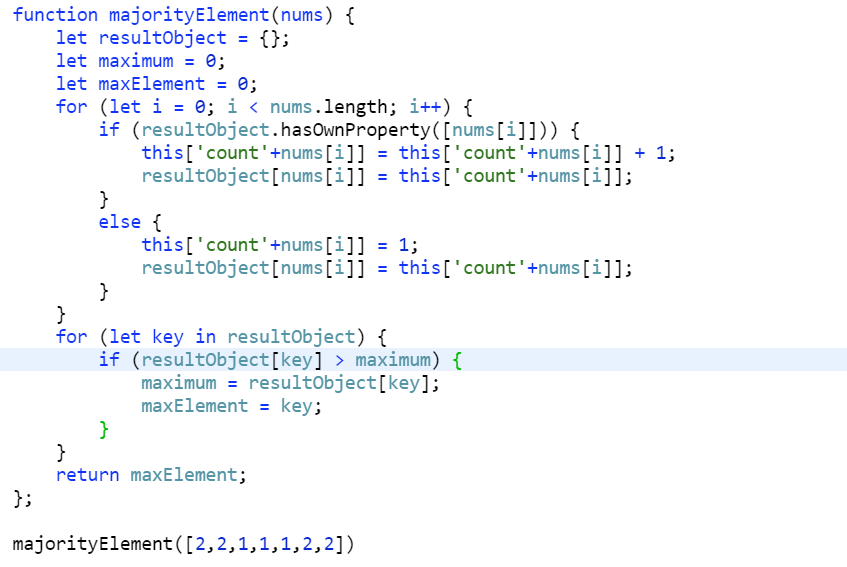 function majorityElement(nums) {
    let resultObject = {};
    let maximum = 0;
    let maxElement = 0;
    for (let i = 0; i < nums.length; i++) {
        if (resultObject.hasOwnProperty([nums[i]])) {
            this['count'+nums[i]] = this['count'+nums[i]] + 1;
            resultObject[nums[i]] = this['count'+nums[i]];
        }
        else {
            this['count'+nums[i]] = 1;
            resultObject[nums[i]] = this['count'+nums[i]];
        }
    }
    for (let key in resultObject) {
        if (resultObject[key] > maximum) {
            maximum = resultObject[key];
            maxElement = key;
        }
    }
    return maxElement;
};

majorityElement([2,2,1,1,1,2,2])